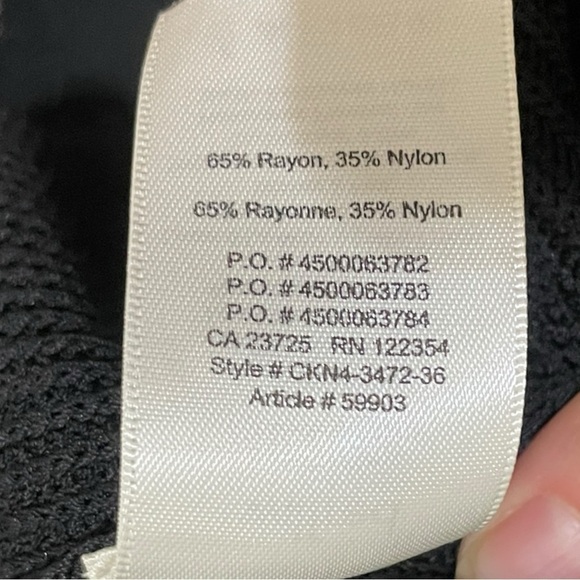 65% Rayon, 35% Nylon
65% Rayonne, 35% Nylon
P.O. # 4500063782
P.O. # 4500063783
P.O. # 4500063784
CA 23725 RN 122354
Style # CKN4-3472-36
Article # 59903